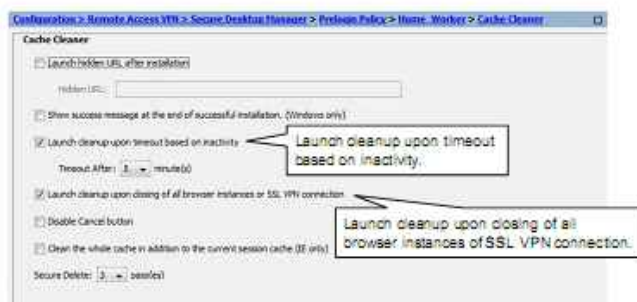 Configuration > Remote Access VPN > Secure Desktop Manager > Prelogin Policy > Home_Worker > Cache Cleaner
Cache Cleaner
Launch hidden URL after installation
Hidden URL:
Show success message at the end of successful installation. (Windows only)
Launch cleanup upon timeout based on inactivity
Launch cleanup upon timeout
based on inactivity.
Timeout After: minute(s)
Launch cleanup upon closing of all browser instances or SSL VPN connection
Launch cleanup upon closing of all
browser instances of SSL VPN connection.
Disable Cancel button
Clean the whole cache in addition to the current session cache (IE only)
Secure Delete: 3 pass(es)